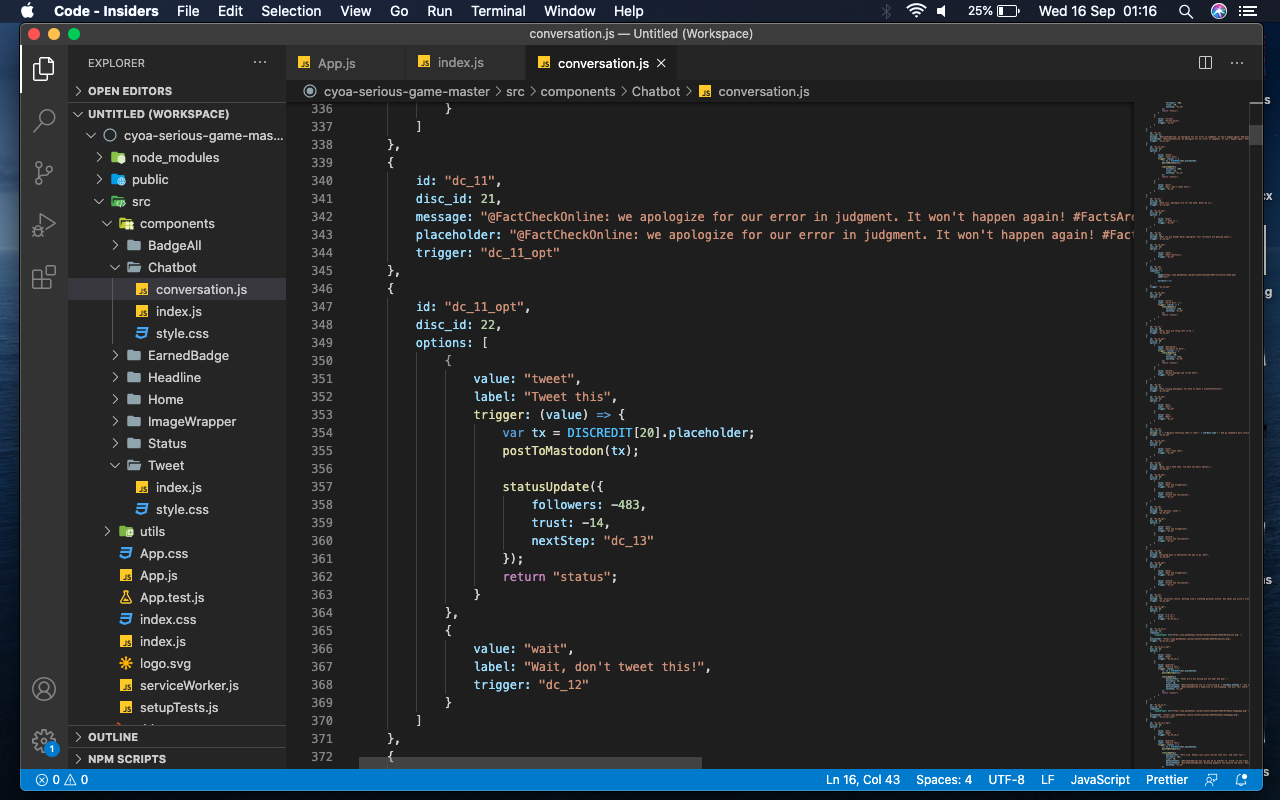 Code - Insiders File Edit Selection View Go Run Terminal Window Help 25% Wed 16 Sep 01:16
conversation.js — Untitled (Workspace)
EXPLORER
OPEN EDITORS
UNTITLED (WORKSPACE)
cyoa-serious-game-mas...
node_modules
public
src
components
BadgeAll
Chatbot
conversation.js
index.js
style.css
EarnedBadge
Headline
Home
ImageWrapper
Status
Tweet
index.js
style.css
utils
App.css
App.js
App.test.js
index.css
index.js
logo.svg
serviceWorker.js
setupTests.js
OUTLINE
NPM SCRIPTS
App.js index.js conversation.js
cyoa-serious-game-master > src > components > Chatbot > conversation.js
336 }
337 ]
338 },
339 {
340 id: "dc_11",
341 disc_id: 21,
342 message: "@FactCheckOnline: we apologize for our error in judgment. It won't happen again! #FactsAre
343 placeholder: "@FactCheckOnline: we apologize for our error in judgment. It won't happen again! #Fact
344 trigger: "dc_11_opt"
345 },
346 {
347 id: "dc_11_opt",
348 disc_id: 22,
349 options: [
350 {
351 value: "tweet",
352 label: "Tweet this",
353 trigger: (value) => {
354 var tx = DISCREDIT[20].placeholder;
355 postToMastodon(tx);
356
357 statusUpdate({
358 followers: -483,
359 trust: -14,
360 nextStep: "dc_13"
361 });
362 return "status";
363 }
364 },
365 {
366 value: "wait",
367 label: "Wait, don't tweet this!",
368 trigger: "dc_12"
369 }
370 ]
371 },
372 {
0 0 Ln 16, Col 43 Spaces: 4 UTF-8 LF JavaScript Prettier
1